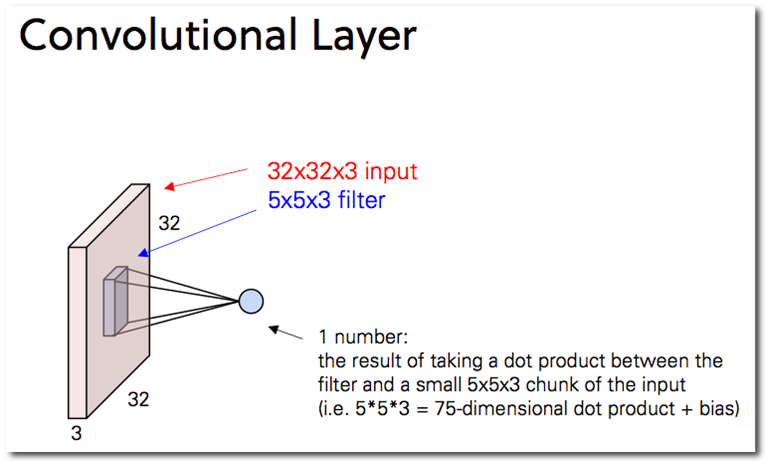 Convolutional Layer
32x32x3 input
5x5x3 filter
32
32
3
1 number:
the result of taking a dot product between the
filter and a small 5x5x3 chunk of the input
(i.e. 5*5*3 = 75-dimensional dot product + bias)